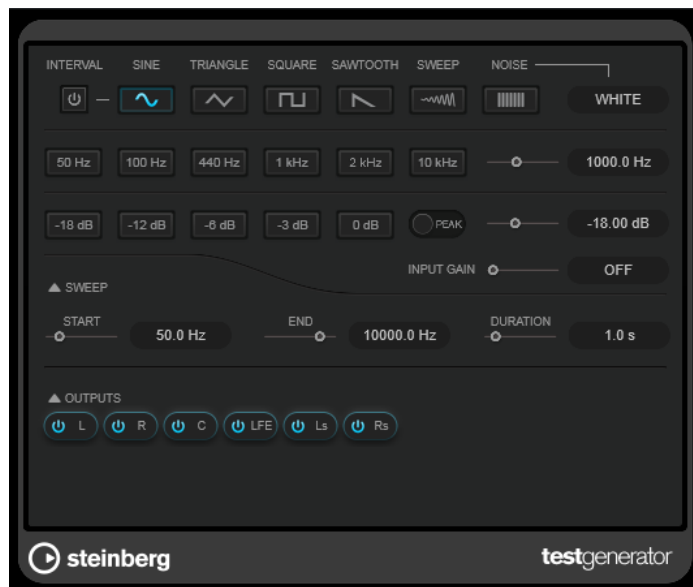 INTERVAL SINE TRIANGLE SQUARE SAWTOOTH SWEEP NOISE
WHITE
50 Hz 100 Hz 440 Hz 1 kHz 2 kHz 10 kHz 1000.0 Hz
-18 dB -12 dB -6 dB -3 dB 0 dB PEAK -18.00 dB
INPUT GAIN OFF
SWEEP
START 50.0 Hz END 10000.0 Hz DURATION 1.0 s
OUTPUTS
L R C LFE Ls Rs
steinberg testgenerator